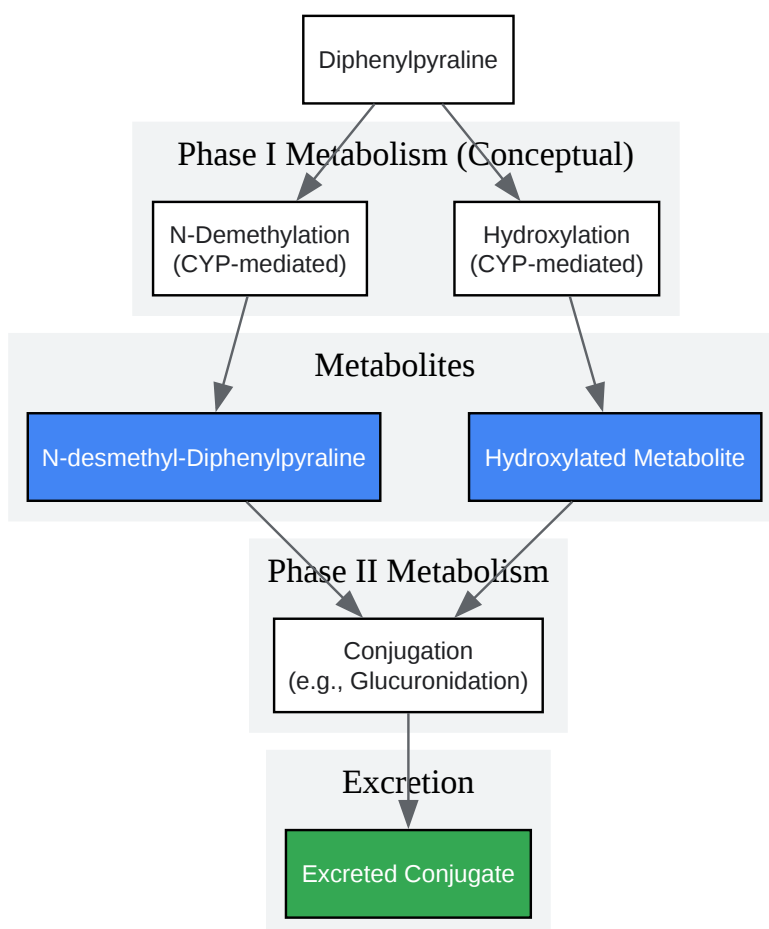 Diphenylpyraline
Phase I Metabolism (Conceptual)
N-Demethylation
(CYP-mediated)
Hydroxylation
(CYP-mediated)
Metabolites
N-desmethyl-Diphenylpyraline
Hydroxylated Metabolite
Phase II Metabolism
Conjugation
(e.g., Glucuronidation)
Excretion
Excreted Conjugate